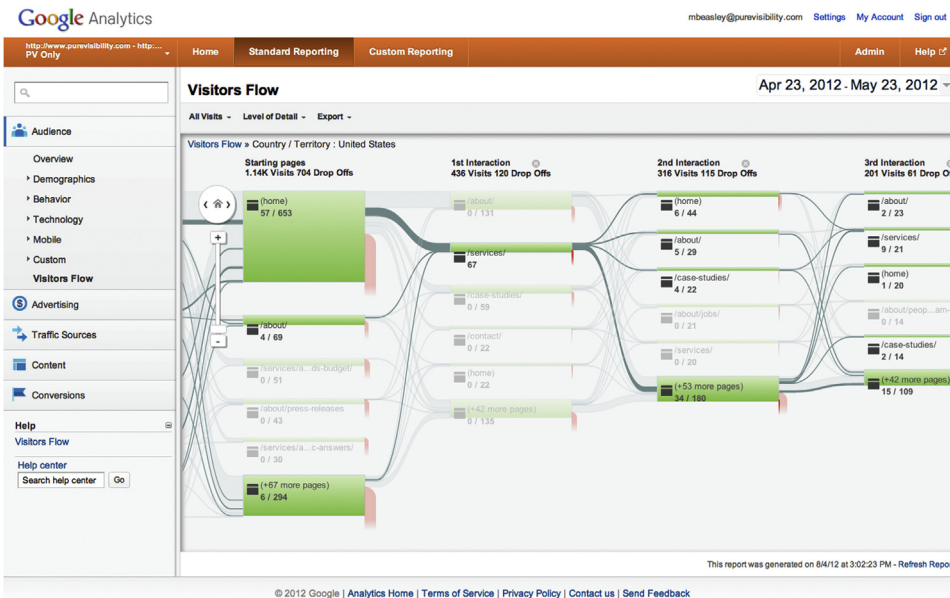 Google Analytics
mbeasley@purevisibility.com Settings My Account Sign out
http://www.purevisibility.com - http:...
PV Only
Home Standard Reporting Custom Reporting Admin Help
Visitors Flow
Apr 23, 2012 - May 23, 2012
All Visits Level of Detail Export
Visitors Flow » Country / Territory : United States
Audience
Overview
Demographics
Behavior
Technology
Mobile
Custom
Visitors Flow
Advertising
Traffic Sources
Content
Conversions
Help
Visitors Flow
Help center
Search help center Go
Starting pages
1.14K Visits 704 Drop Offs
(home)
57 / 653
/about/
4 / 69
/services/a...ds-budget/
0 / 51
/about/press-releases
0 / 43
/services/a...c-answers/
0 / 30
(+67 more pages)
6 / 294
1st Interaction
436 Visits 120 Drop Offs
/about/
0 / 131
/services/
67
/case-studies/
0 / 59
/contact/
0 / 22
(home)
0 / 22
(+42 more pages)
0 / 135
2nd Interaction
316 Visits 115 Drop Offs
(home)
6 / 44
/about/
5 / 29
/case-studies/
4 / 22
/about/jobs/
0 / 21
/services/
0 / 20
(+53 more pages)
34 / 180
3rd Interaction
201 Visits 61 Drop O
/about/
2 / 23
/services/
9 / 21
(home)
1 / 20
/about/peop...am-
0 / 14
/case-studies/
2 / 14
(+42 more pages)
15 / 109
This report was generated on 8/4/12 at 3:02:23 PM - Refresh Repo
© 2012 Google | Analytics Home | Terms of Service | Privacy Policy | Contact us | Send Feedback